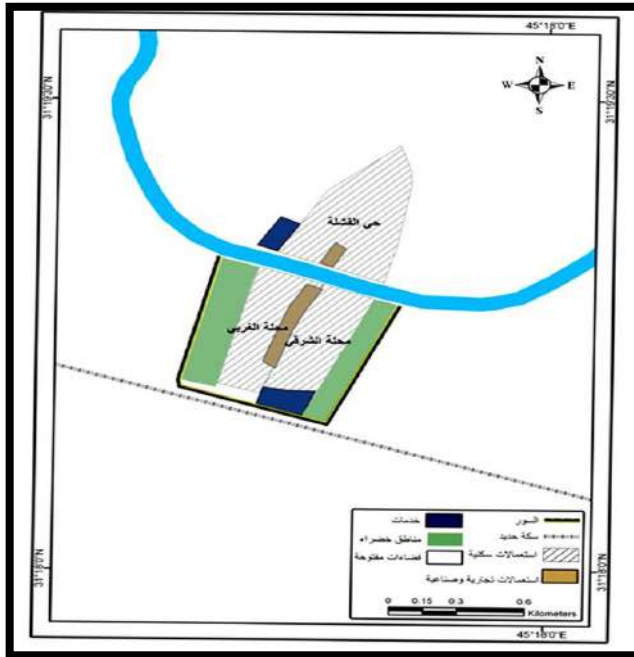 45°18'0"E
31°19'30"N
31°19'30"N
N
W E
S
حي القشلة
محلة الغربي
محلة الشرقي
السور
خدمات
سكة حديد
مناطق خضراء
استعمالات سكنية
فضاءات مفتوحة
استعمالات تجارية وصناعية
0 0.15 0.3 0.6
Kilometers
31°18'0"N
31°18'0"N
45°18'0"E